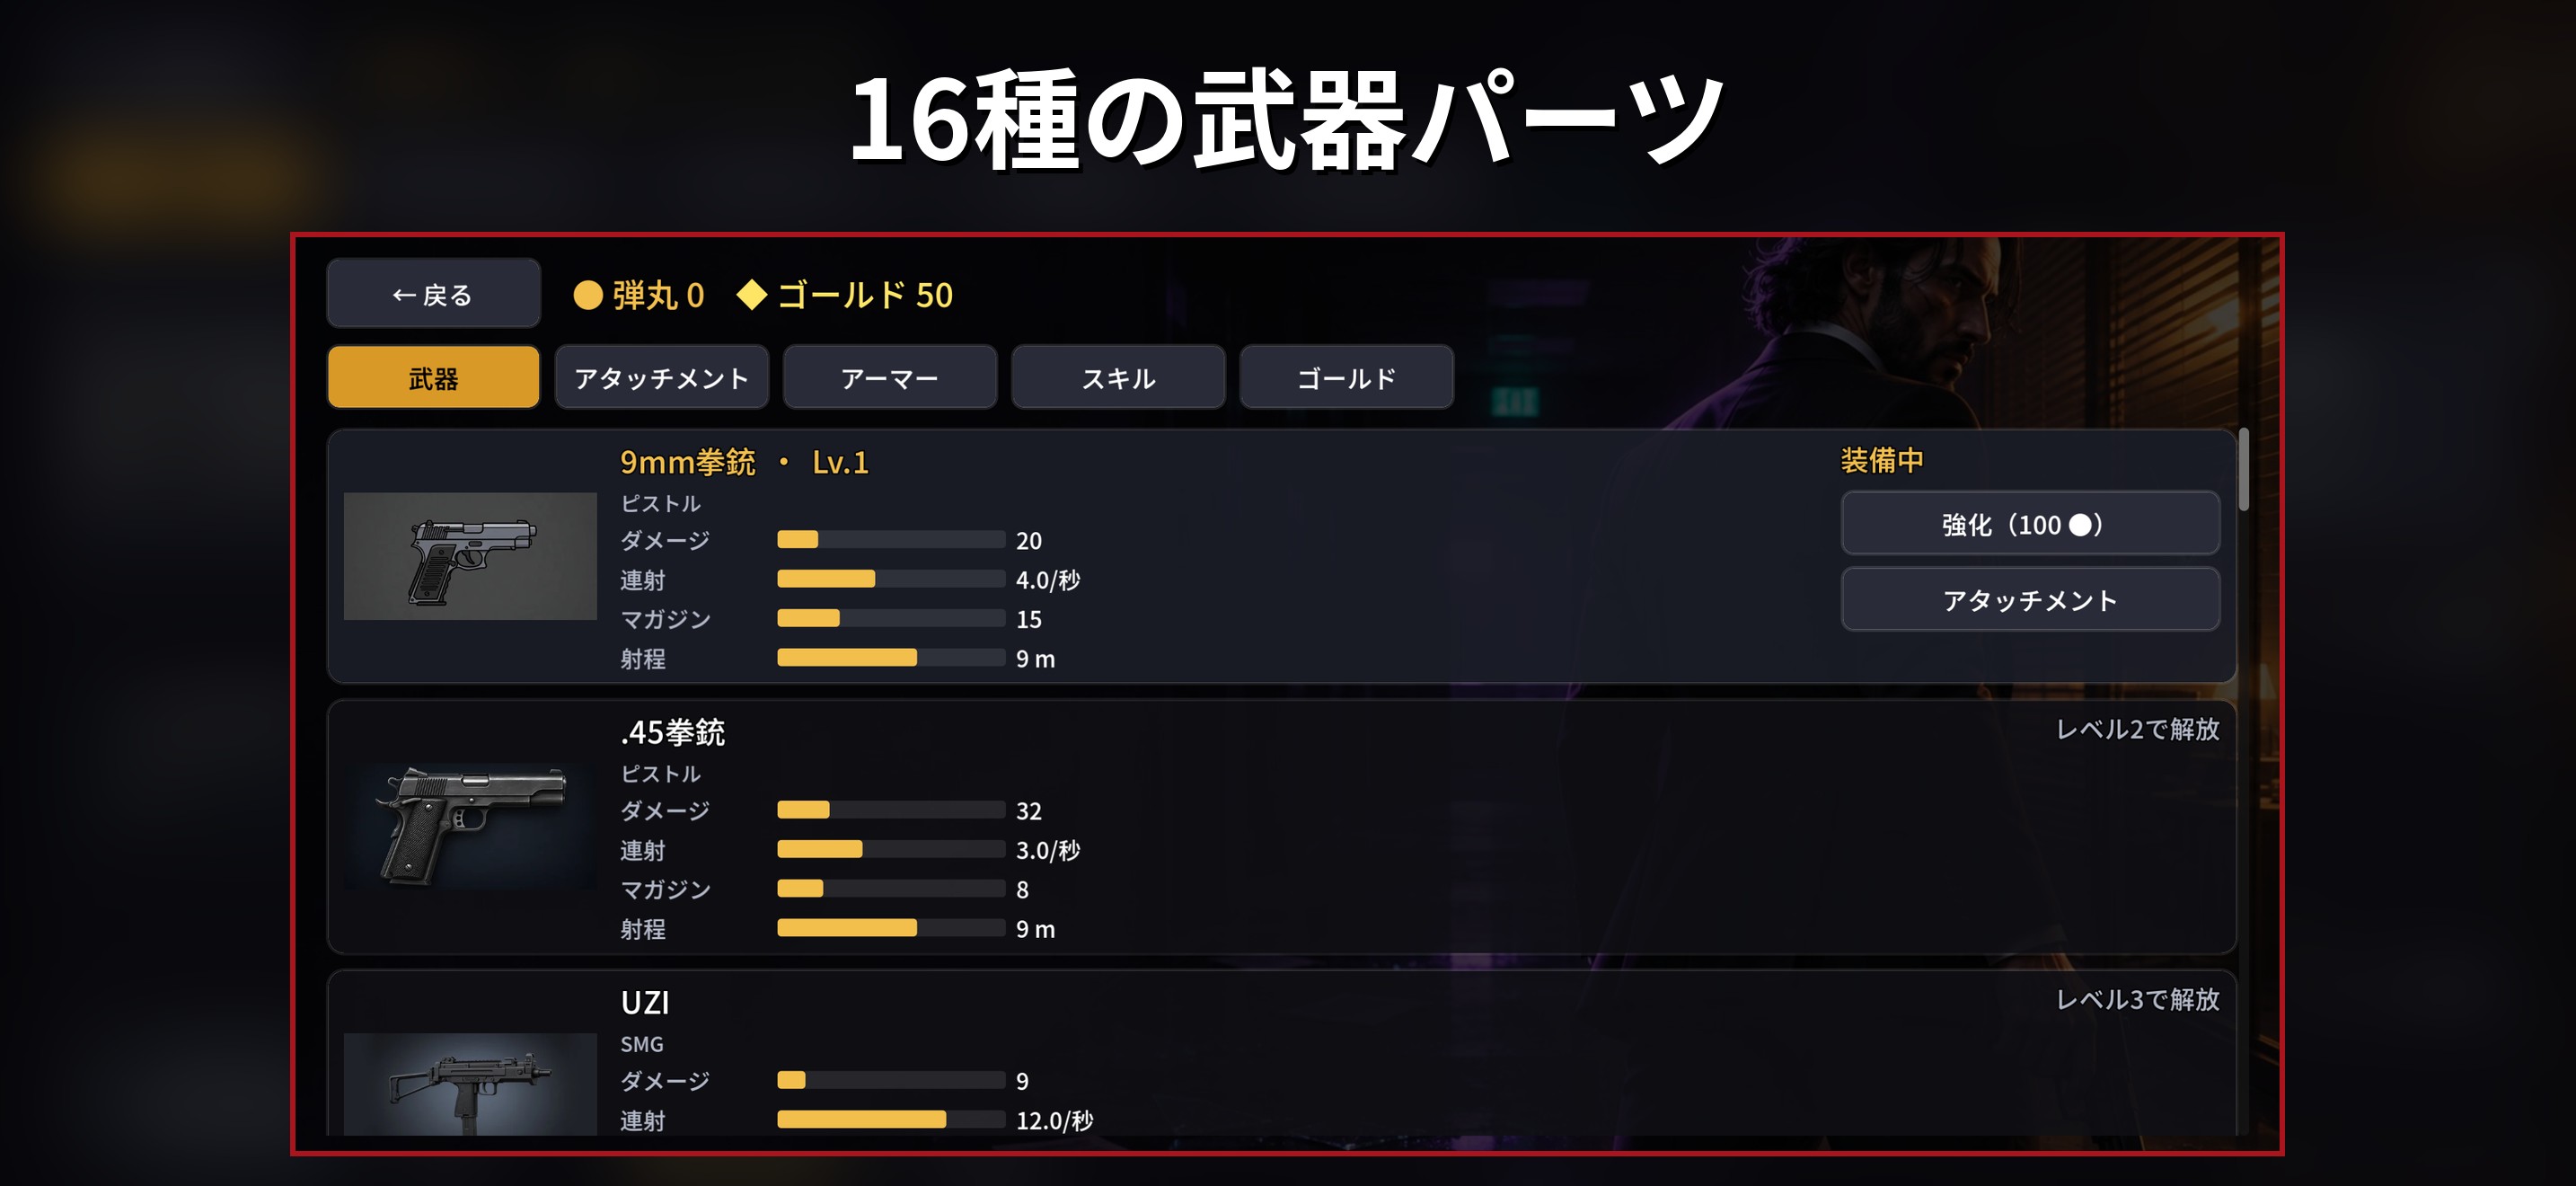 16種の武器パーツ
← 戻る ● 弾丸 0 ◆ ゴールド 50
武器 アタッチメント アーマー スキル ゴールド
9mm拳銃 ・ Lv.1
装備中
ピストル
強化（100 ●）
ダメージ 20
連射 4.0/秒
アタッチメント
マガジン 15
射程 9 m
.45拳銃
レベル2で解放
ピストル
ダメージ 32
連射 3.0/秒
マガジン 8
射程 9 m
UZI
レベル3で解放
SMG
ダメージ 9
連射 12.0/秒